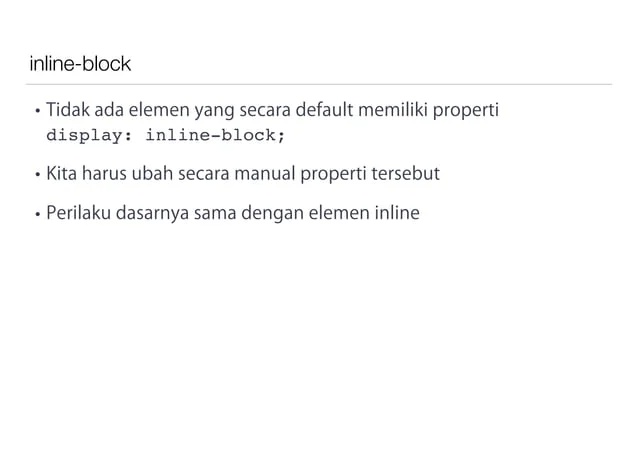 inline-block
• Tidak ada elemen yang secara default memiliki properti
display: inline-block;
• Kita harus ubah secara manual properti tersebut
• Perilaku dasarnya sama dengan elemen inline